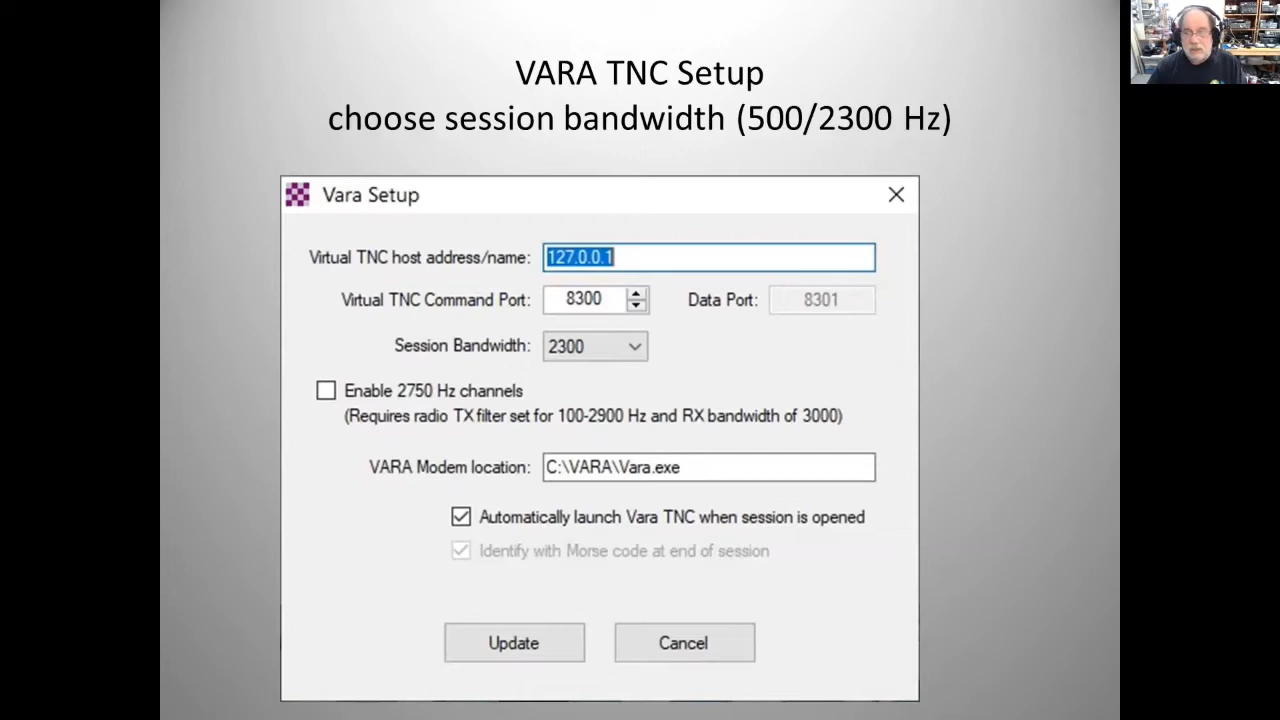 VARA TNC Setup
choose session bandwidth (500/2300 Hz)
Vara Setup
Virtual TNC host address/name: 127.0.0.1
Virtual TNC Command Port: 8300 Data Port: 8301
Session Bandwidth: 2300
Enable 2750 Hz channels
(Requires radio TX filter set for 100-2900 Hz and RX bandwidth of 3000)
VARA Modem location: C:\VARA\Vara.exe
Automatically launch Vara TNC when session is opened
Identify with Morse code at end of session
Update Cancel